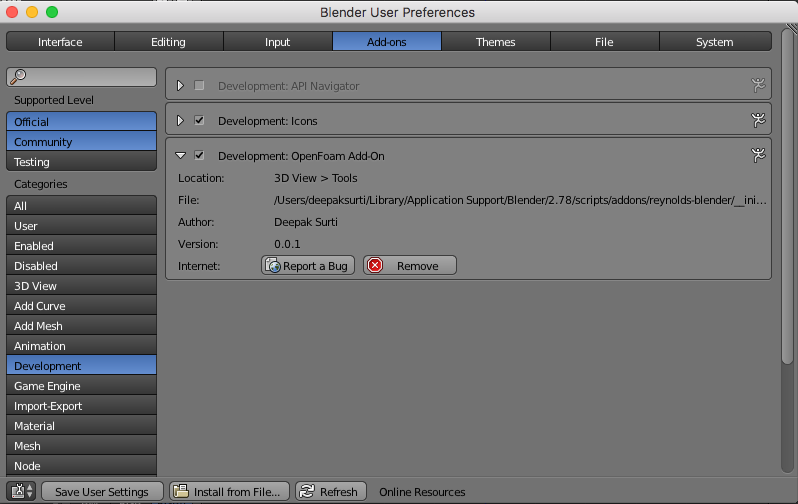 Blender User Preferences
Interface Editing Input Add-ons Themes File System
Supported Level
Official
Community
Testing
Categories
All
User
Enabled
Disabled
3D View
Add Curve
Add Mesh
Animation
Development
Game Engine
Import-Export
Material
Mesh
Node
Development: API Navigator
Development: Icons
Development: OpenFoam Add-On
Location: 3D View > Tools
File: /Users/deepaksurti/Library/Application Support/Blender/2.78/scripts/addons/reynolds-blender/__ini...
Author: Deepak Surti
Version: 0.0.1
Internet: Report a Bug Remove
Save User Settings Install from File... Refresh Online Resources